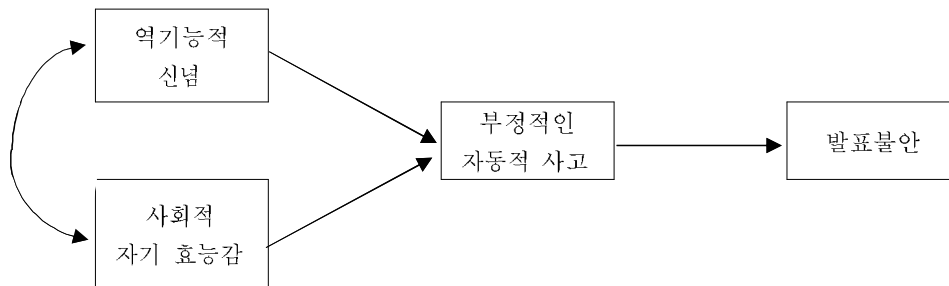 역기능적
신념
부정적인
자동적 사고
발표불안
사회적
자기 효능감